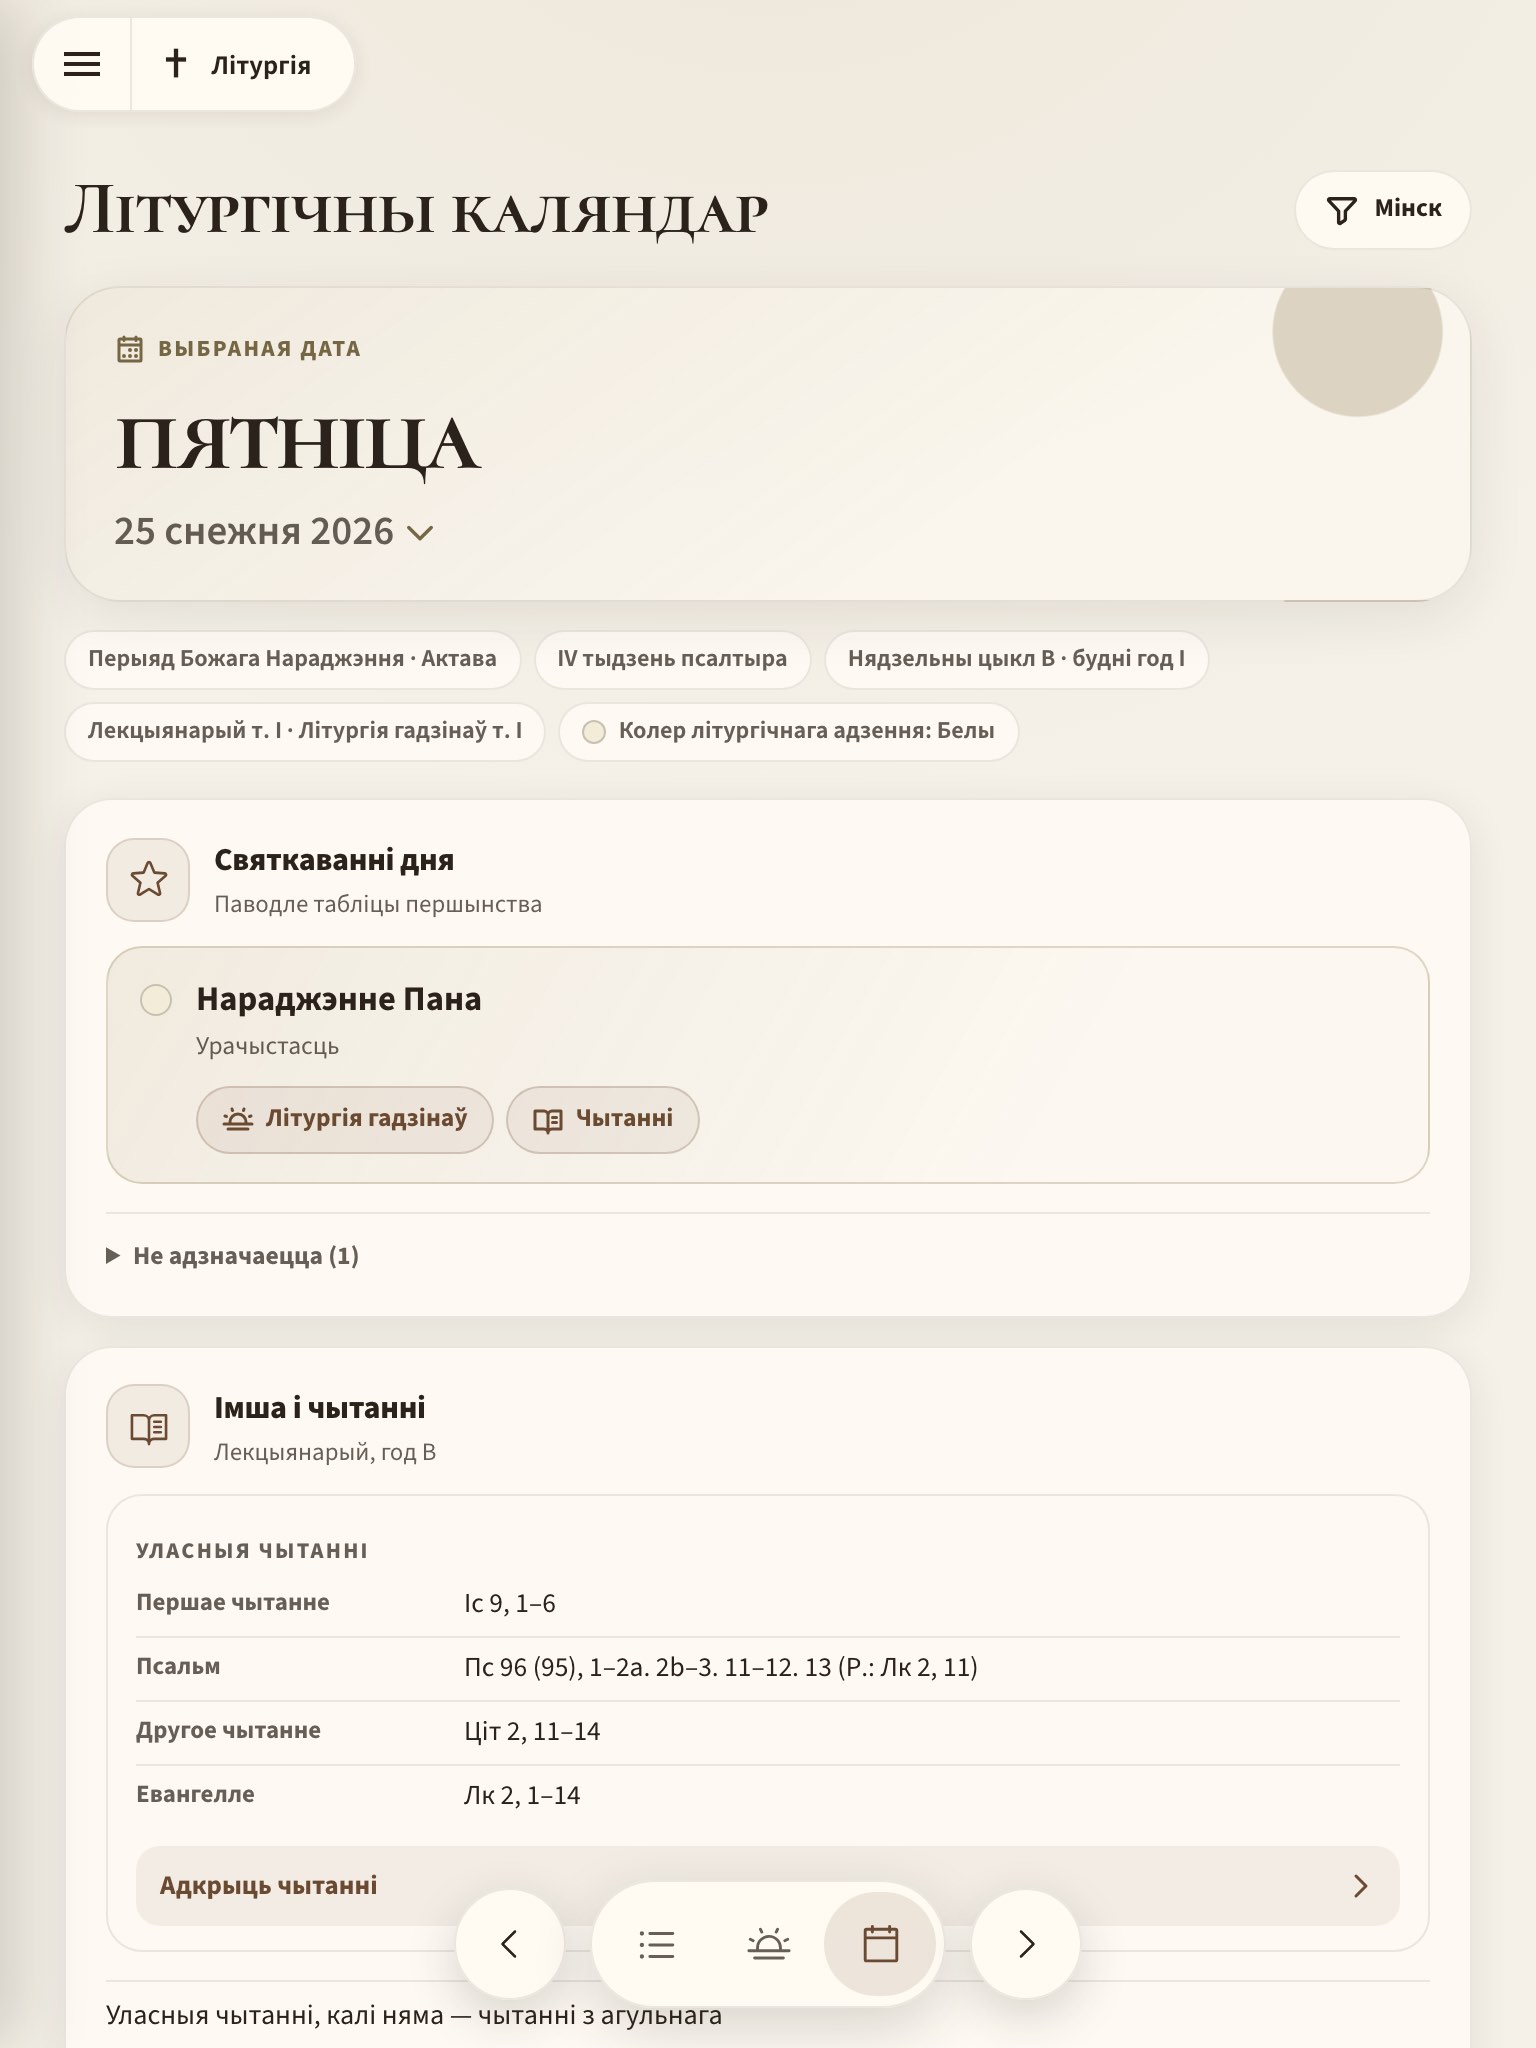 Літургія
Літургічны каляндар
Мінск
ВЫБРАНАЯ ДАТА
ПЯТНІЦА
25 снежня 2026
Перыяд Божага Нараджэння · Актава
IV тыдзень псалтыра
Нядзельны цыкл B · будні год I
Лекцыянарый т. I · Літургія гадзінаў т. I
Колер літургічнага адзення: Белы
Святкаванні дня
Паводле табліцы першынства
Нараджэнне Пана
Урачыстасць
Літургія гадзінаў
Чытанні
Не адзначаецца (1)
Імша і чытанні
Лекцыянарый, год B
УЛАСНЫЯ ЧЫТАННІ
Першае чытанне Іс 9, 1–6
Псальм Пс 96 (95), 1–2a. 2b–3. 11–12. 13 (Р.: Лк 2, 11)
Другое чытанне Ціт 2, 11–14
Евангелле Лк 2, 1–14
Адкрыць чытанні
Уласныя чытанні, калі няма — чытанні з агульнага